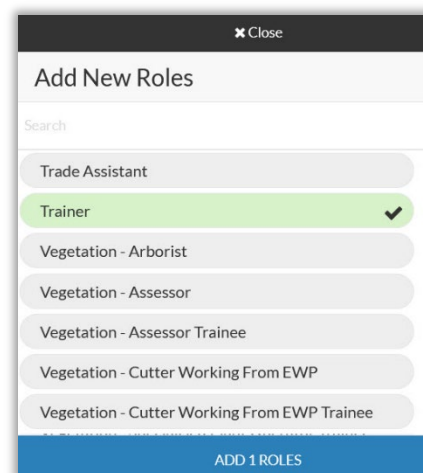 ✖ Close
Add New Roles
Search
Trade Assistant
Trainer
Vegetation - Arborist
Vegetation - Assessor
Vegetation - Assessor Trainee
Vegetation - Cutter Working From EWP
Vegetation - Cutter Working From EWP Trainee
ADD 1 ROLES